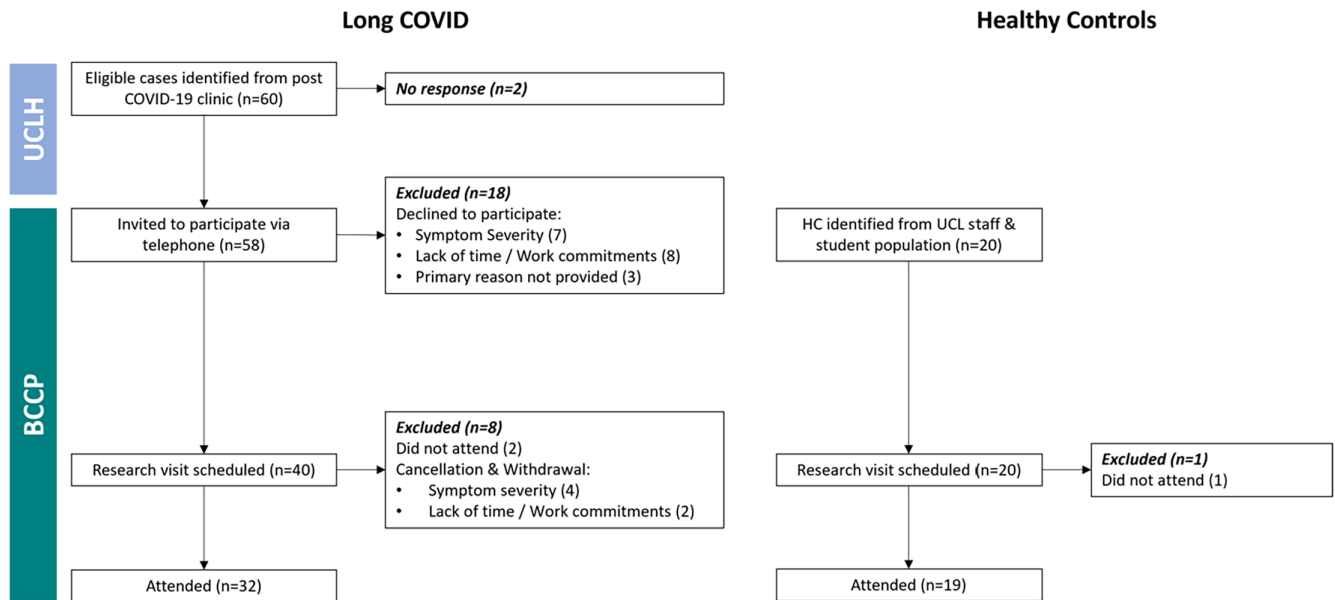 Long COVID
Healthy Controls
UCLH
Eligible cases identified from post
COVID-19 clinic (n=60)
No response (n=2)
BCCP
Invited to participate via
telephone (n=58)
Excluded (n=18)
Declined to participate:
• Symptom Severity (7)
• Lack of time / Work commitments (8)
• Primary reason not provided (3)
HC identified from UCL staff &
student population (n=20)
Research visit scheduled (n=40)
Excluded (n=8)
Did not attend (2)
Cancellation & Withdrawal:
• Symptom severity (4)
• Lack of time / Work commitments (2)
Research visit scheduled (n=20)
Excluded (n=1)
Did not attend (1)
Attended (n=32)
Attended (n=19)